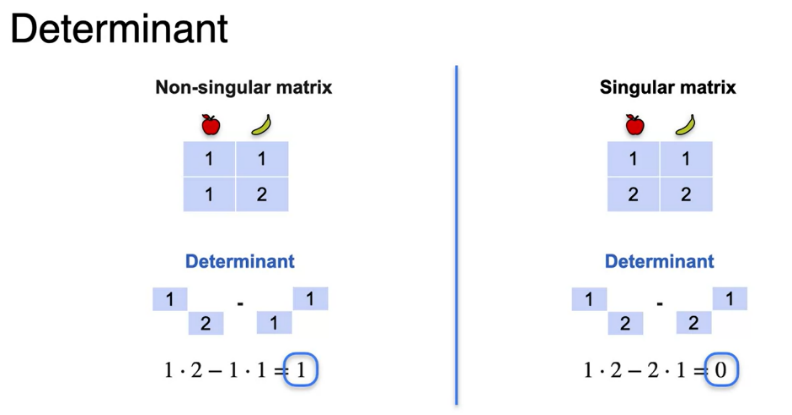 Determinant
Non-singular matrix
1 1
1 2
Determinant
1 - 1
2 1
1 · 2 − 1 · 1 = 1
Singular matrix
1 1
2 2
Determinant
1 - 1
2 2
1 · 2 − 2 · 1 = 0